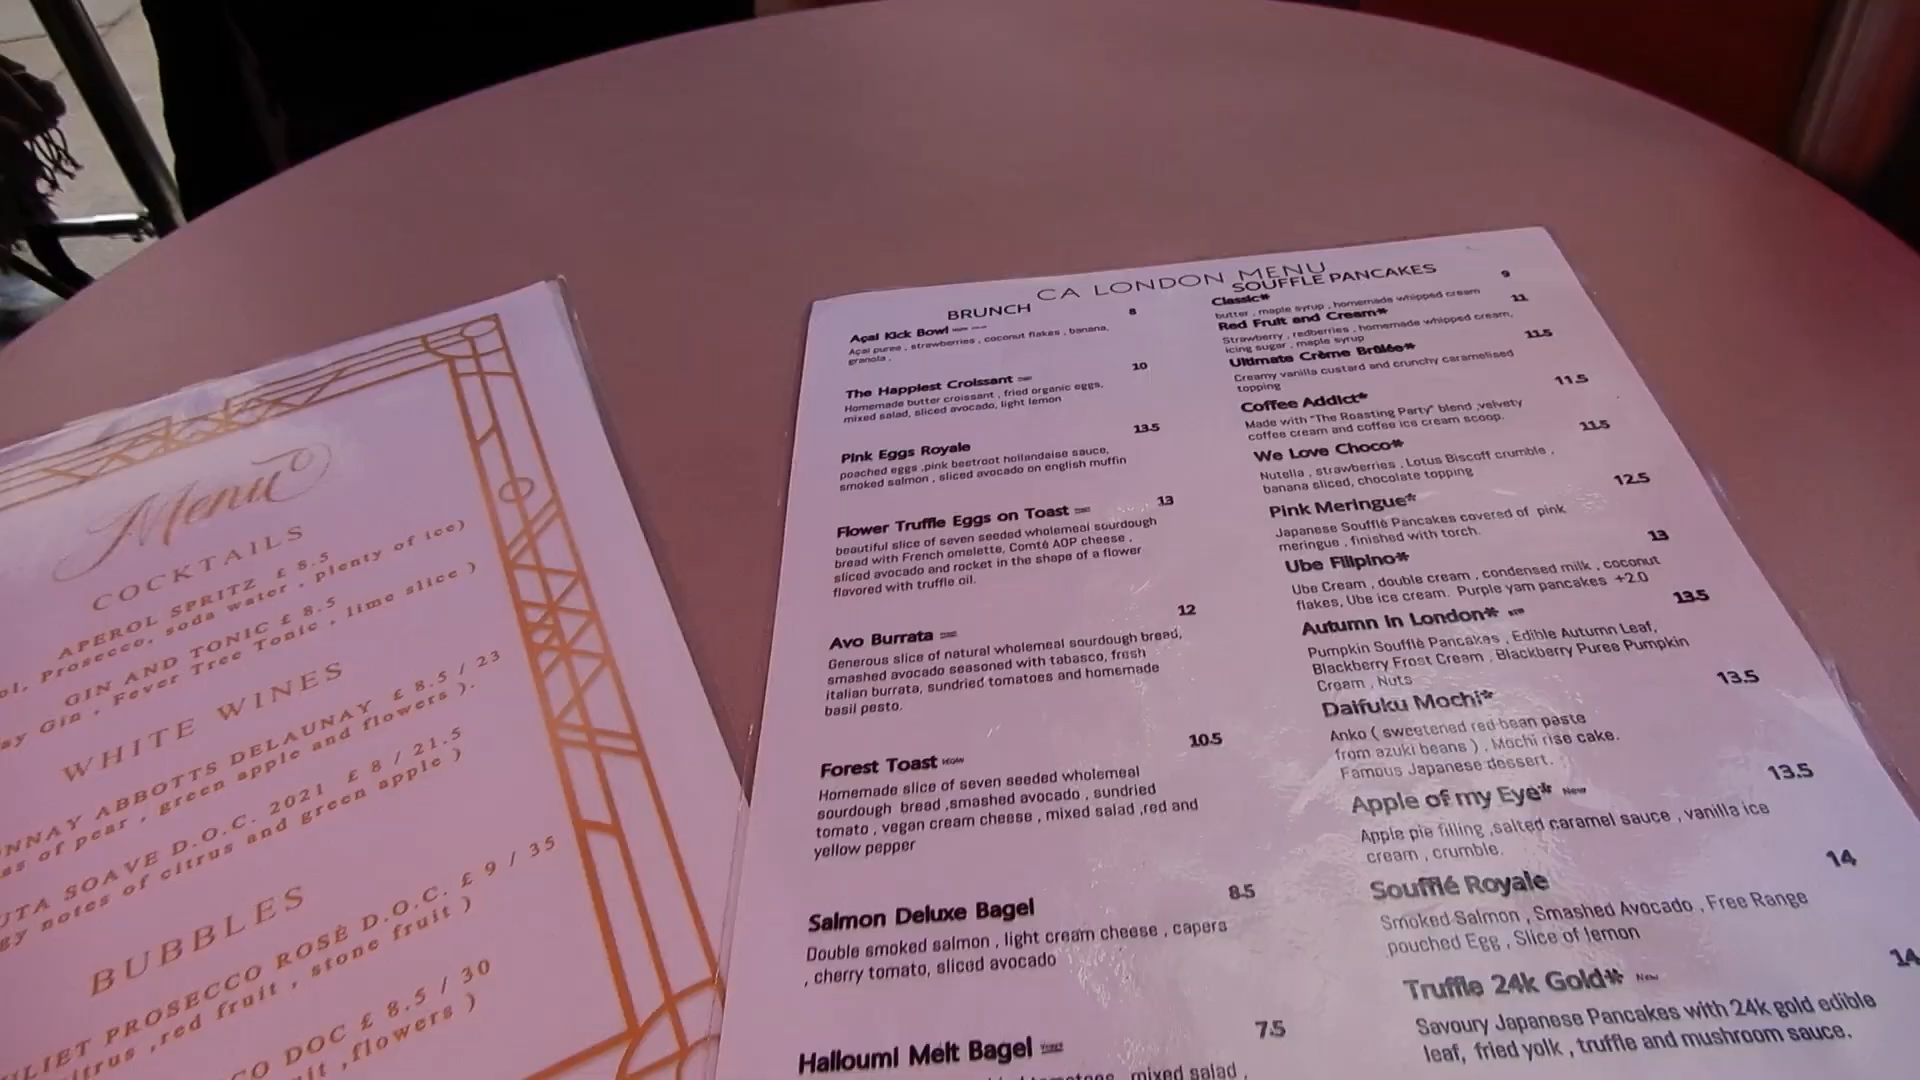 Menu
COCKTAILS
APEROL SPRITZ £ 8.5
prosecco, soda water , plenty of ice)
GIN AND TONIC £ 8.5
Gin , Fever Tree Tonic , lime slice )
WHITE WINES
ABBOTTS DELAUNAY £ 8.5 / 23
of pear , green apple and flowers ).
SOAVE D.O.C. 2021 £ 8 / 21.5
notes of citrus and green apple )
BUBBLES
PROSECCO ROSÈ D.O.C. £ 9 / 35
,red fruit , stone fruit )
DOC £ 8.5 / 30
,flowers )
CA LONDON MENU
BRUNCH
Açai Kick Bowl 8
Açai puree , strawberries , coconut flakes , banana,
granola .
The Happiest Croissant 10
Homemade butter croissant , fried organic eggs,
mixed salad, sliced avocado, light lemon
Pink Eggs Royale 13.5
poached eggs ,pink beetroot hollandaise sauce,
smoked salmon , sliced avocado on english muffin
Flower Truffle Eggs on Toast 13
beautiful slice of seven seeded wholemeal sourdough
bread with French omelette, Comté AOP cheese ,
sliced avocado and rocket in the shape of a flower
flavored with truffle oil.
Avo Burrata 12
Generous slice of natural wholemeal sourdough bread,
smashed avocado seasoned with tabasco, fresh
italian burrata, sundried tomatoes and homemade
basil pesto.
Forest Toast VEGAN 10.5
Homemade slice of seven seeded wholemeal
sourdough bread ,smashed avocado , sundried
tomato , vegan cream cheese , mixed salad ,red and
yellow pepper
Salmon Deluxe Bagel 8.5
Double smoked salmon , light cream cheese , capers
, cherry tomato, sliced avocado
Halloumi Melt Bagel 7.5
mixed salad ,
SOUFFLE PANCAKES
Classic* 9
butter , maple syrup , homemade whipped cream
Red Fruit and Cream* 11
Strawberry , redberries , homemade whipped cream,
icing sugar , maple syrup
Ultimate Crème Brûlée* 11.5
Creamy vanilla custard and crunchy caramelised
topping
Coffee Addict* 11.5
Made with "The Roasting Party" blend ,velvety
coffee cream and coffee ice cream scoop.
We Love Choco* 11.5
Nutella , strawberries , Lotus Biscoff crumble ,
banana sliced, chocolate topping
Pink Meringue* 12.5
Japanese Soufflè Pancakes covered of pink
meringue , finished with torch.
Ube Filipino* 13
Ube Cream , double cream , condensed milk , coconut
flakes, Ube ice cream. Purple yam pancakes +2.0
Autumn In London* NEW 13.5
Pumpkin Soufflè Pancakes , Edible Autumn Leaf,
Blackberry Frost Cream , Blackberry Puree Pumpkin
Cream , Nuts
Daifuku Mochi* 13.5
Anko ( sweetened red bean paste
from azuki beans ) , Mochi rise cake.
Famous Japanese dessert.
Apple of my Eye* New 13.5
Apple pie filling ,salted caramel sauce , vanilla ice
cream , crumble.
Soufflé Royale 14
Smoked Salmon , Smashed Avocado , Free Range
pouched Egg , Slice of lemon
Truffle 24k Gold* New 14
Savoury Japanese Pancakes with 24k gold edible
leaf, fried yolk , truffle and mushroom sauce.